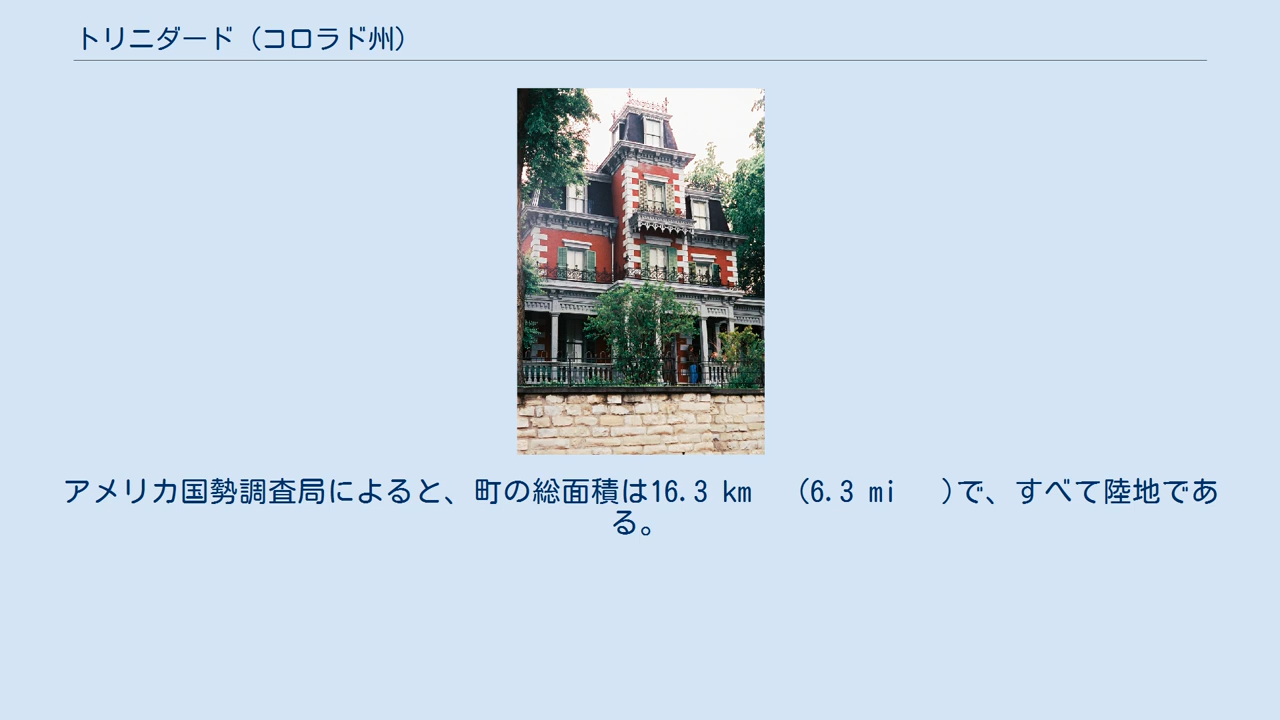 トリニダード（コロラド州）
アメリカ国勢調査局によると、町の総面積は16.3 km （6.3 mi ）で、すべて陸地であ
る。